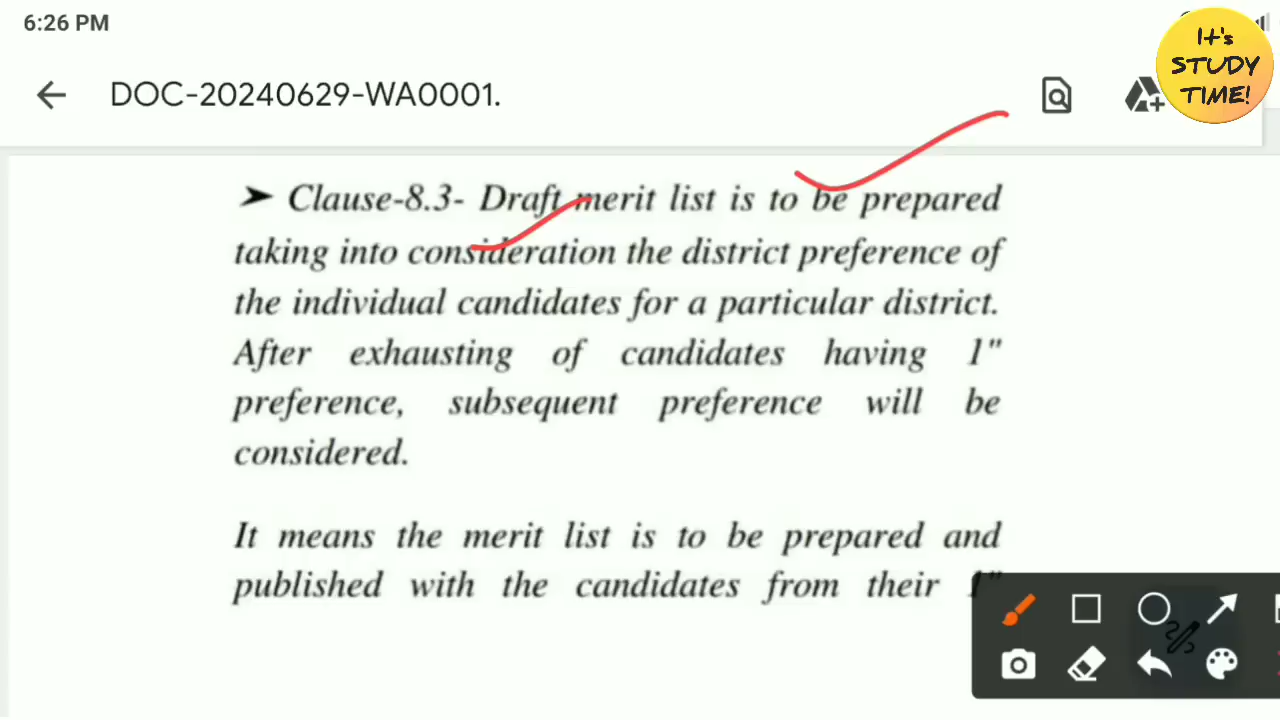 6:26 PM
DOC-20240629-WA0001.
It's
STUDY
TIME!
➤ Clause-8.3- Draft merit list is to be prepared
taking into consideration the district preference of
the individual candidates for a particular district.
After exhausting of candidates having 1"
preference, subsequent preference will be
considered.
It means the merit list is to be prepared and
published with the candidates from their 1"